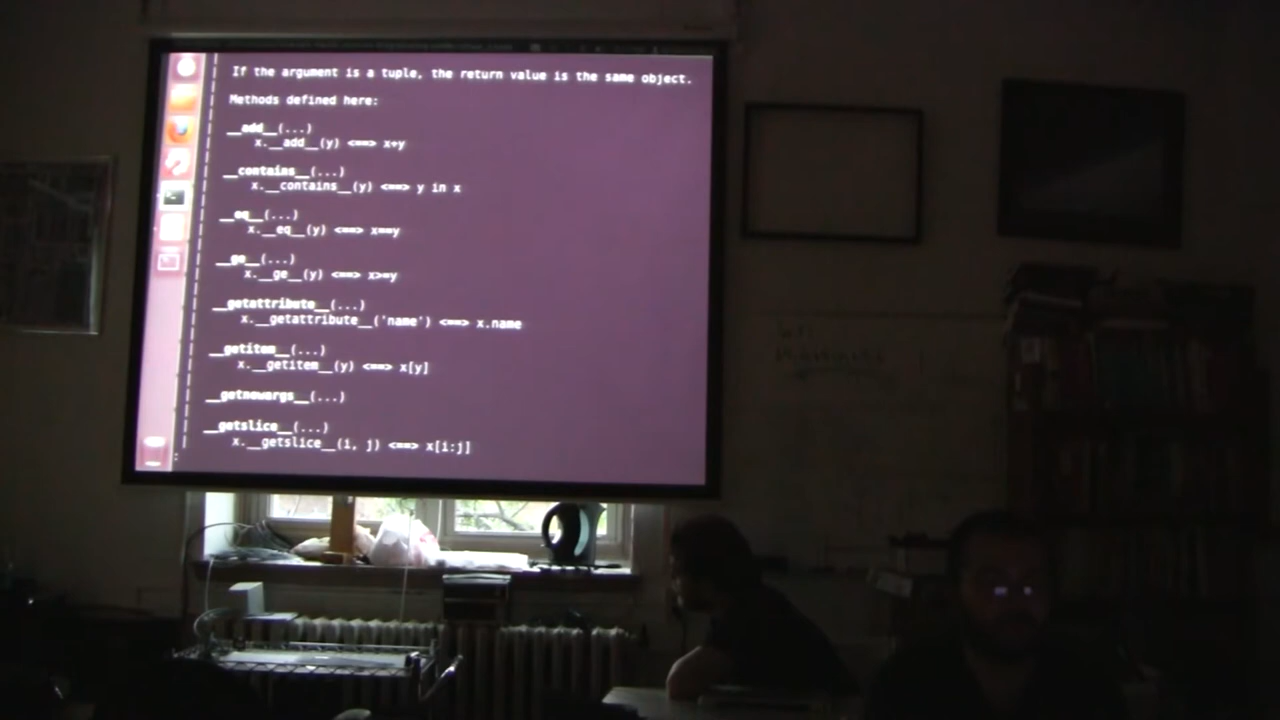 If the argument is a tuple, the return value is the same object.
Methods defined here:
__add__(...)
x.__add__(y) <==> x+y
__contains__(...)
x.__contains__(y) <==> y in x
__eq__(...)
x.__eq__(y) <==> x==y
__ge__(...)
x.__ge__(y) <==> x>=y
__getattribute__(...)
x.__getattribute__('name') <==> x.name
__getitem__(...)
x.__getitem__(y) <==> x[y]
__getnewargs__(...)
__getslice__(...)
x.__getslice__(i, j) <==> x[i:j]
: